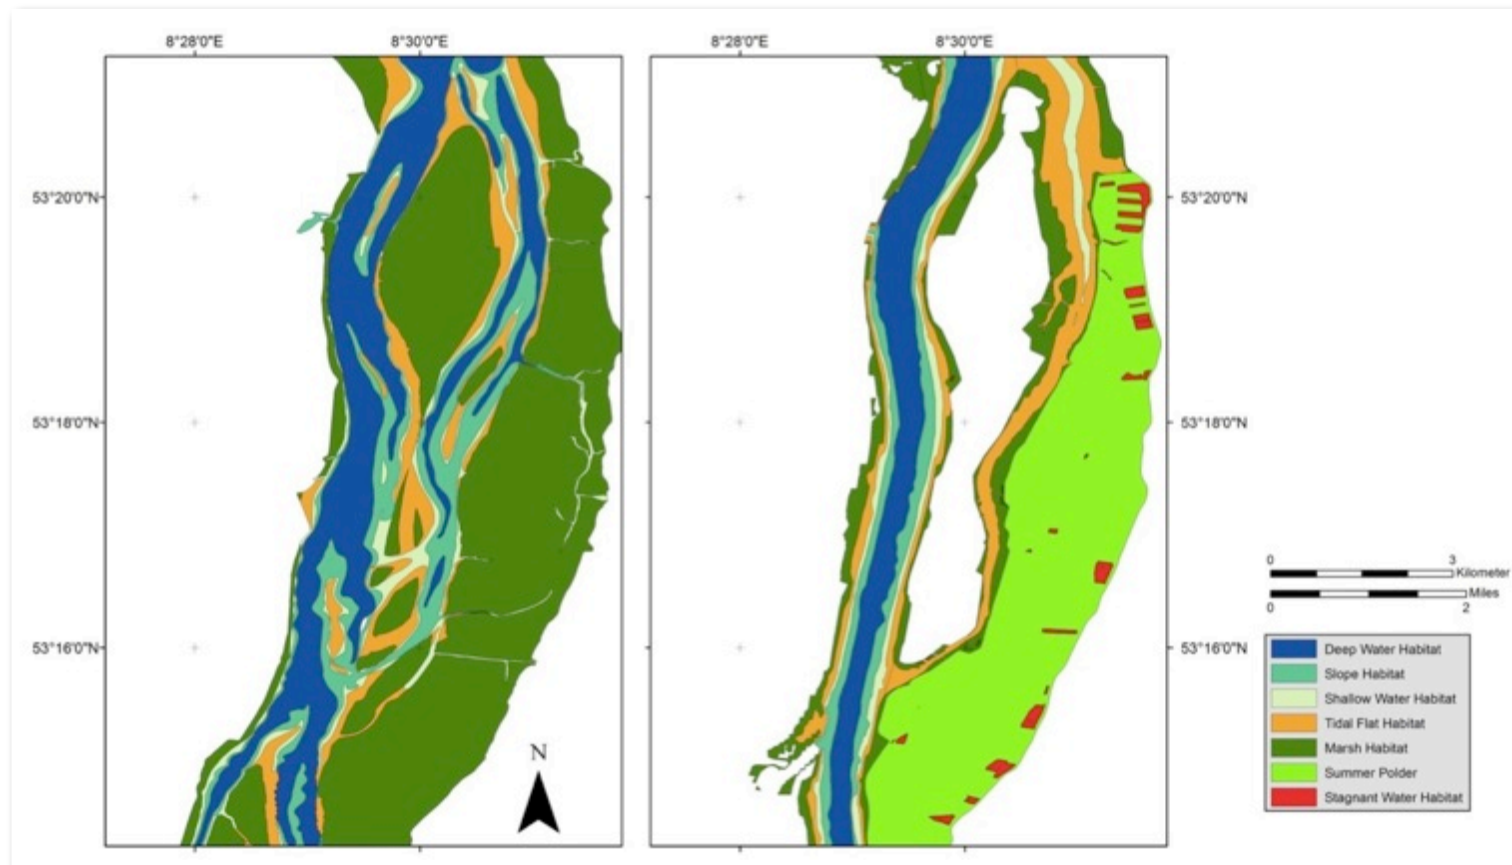 8°28'0"E 8°30'0"E 8°28'0"E 8°30'0"E
53°20'0"N 53°20'0"N
53°18'0"N 53°18'0"N
53°16'0"N 53°16'0"N
N
0 3
Kilometer
Miles
0 2
Deep Water Habitat
Slope Habitat
Shallow Water Habitat
Tidal Flat Habitat
Marsh Habitat
Summer Polder
Stagnant Water Habitat